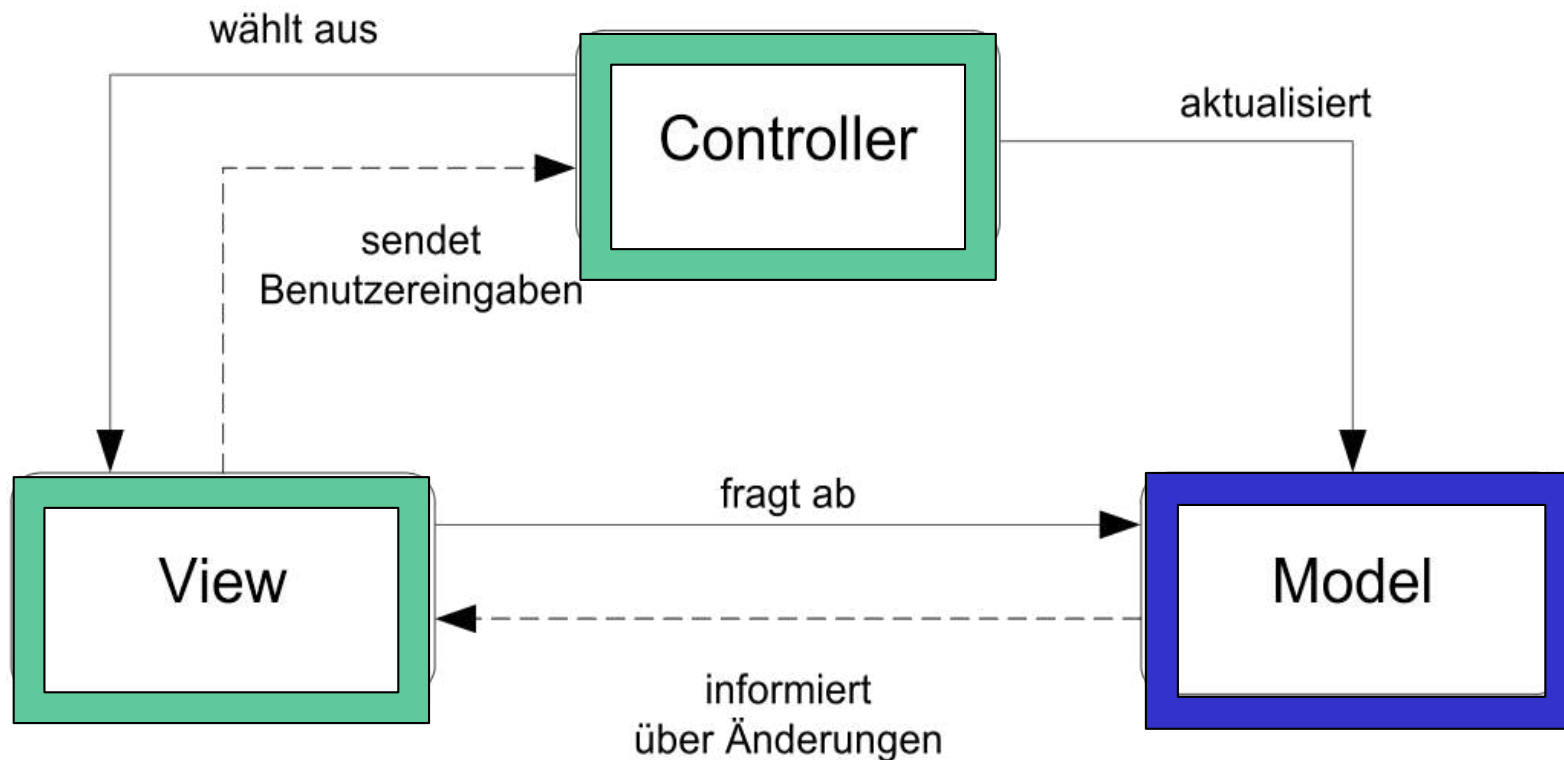 wählt aus
Controller
aktualisiert
sendet
Benutzereingaben
fragt ab
View
Model
informiert
über Änderungen